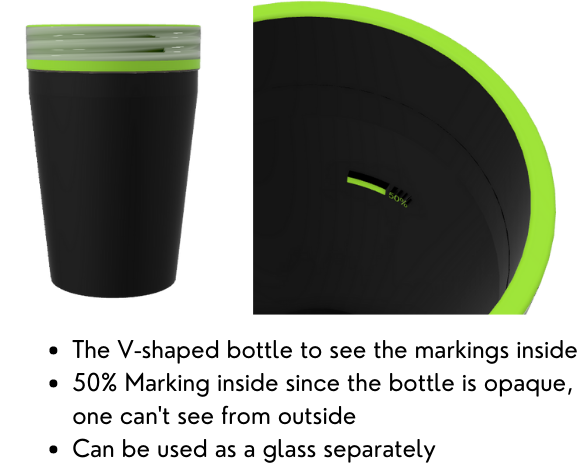 50%
The V-shaped bottle to see the markings inside
50% Marking inside since the bottle is opaque,
one can't see from outside
Can be used as a glass separately